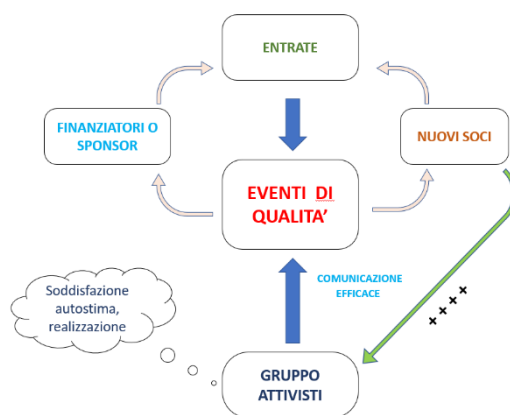 ENTRATE
FINANZIATORI O
SPONSOR
NUOVI SOCI
EVENTI DI
QUALITA’
COMUNICAZIONE
EFFICACE
Soddisfazione
autostima,
realizzazione
GRUPPO
ATTIVISTI